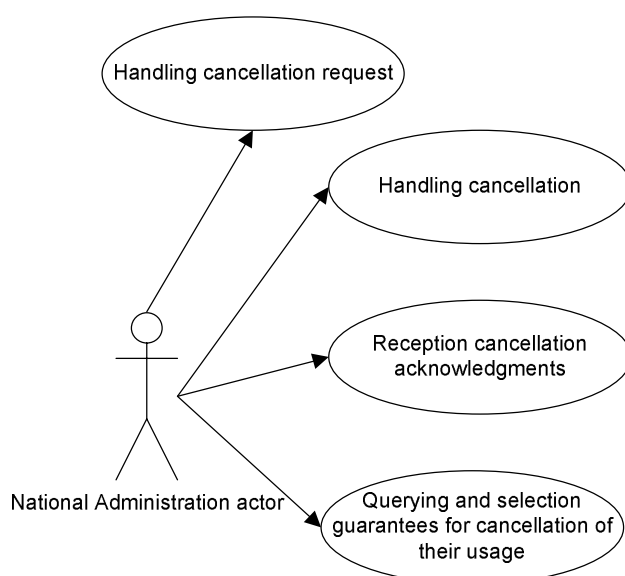 Handling cancellation request
Handling cancellation
Reception cancellation
acknowledgments
National Administration actor
Querying and selection
guarantees for cancellation of
their usage